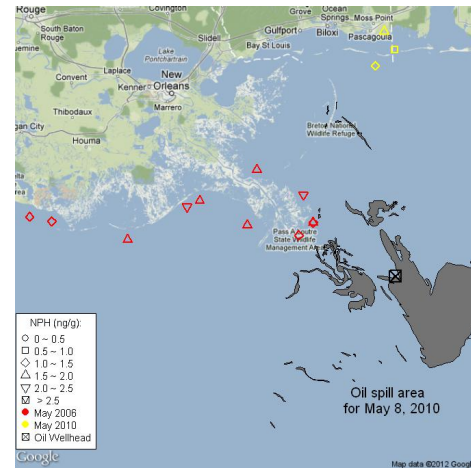 Rouge
Covington
Grove
Ocean
Springs
Moss Point
South Baton
Rouge
Slidell
Gulfport
Biloxi
Pascagoula
Lake
Pontchartrain
Bay St.Louis
Convent
Laplace
New
Orleans
Kenner
Marrero
Thibodaux
gan City
Houma
Breton National
Wildlife Refuge
Pass A Loutre
State Wildlife
Management Area
NPH (ng/g):
0 ~ 0.5
0.5 ~ 1.0
1.0 ~ 1.5
1.5 ~ 2.0
2.0 ~ 2.5
> 2.5
May 2006
May 2010
Oil Wellhead
Oil spill area
for May 8, 2010
Google
Map data ©2012 Goog